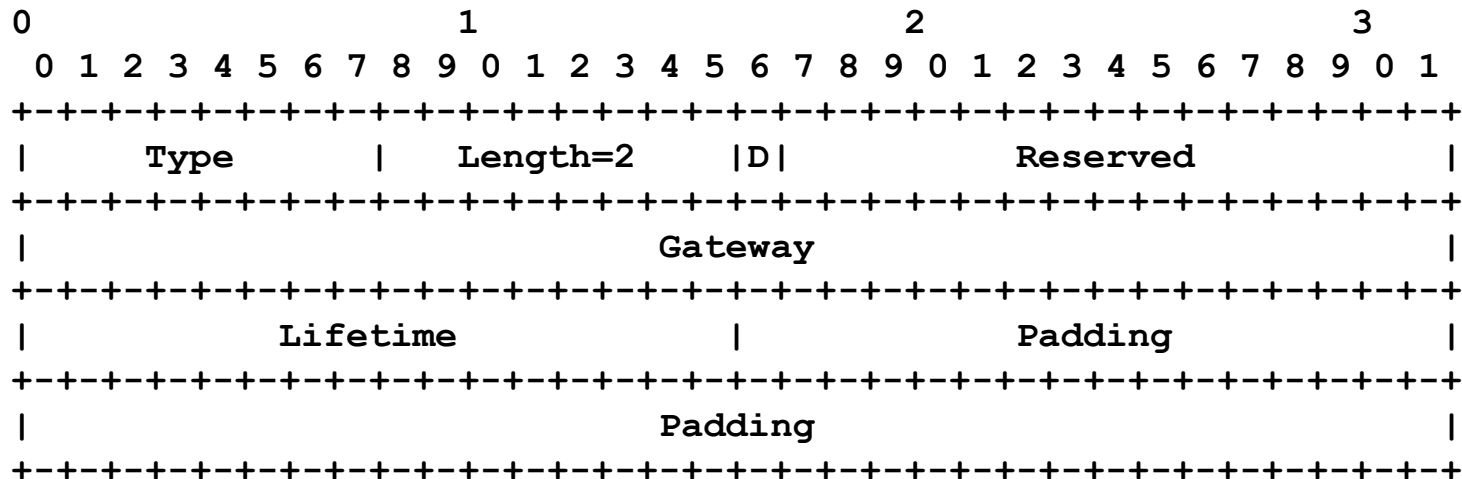 0                   1                   2                   3
 0 1 2 3 4 5 6 7 8 9 0 1 2 3 4 5 6 7 8 9 0 1 2 3 4 5 6 7 8 9 0 1
+-+-+-+-+-+-+-+-+-+-+-+-+-+-+-+-+-+-+-+-+-+-+-+-+-+-+-+-+-+-+-+-+
|     Type      |   Length=2    |D|          Reserved           |
+-+-+-+-+-+-+-+-+-+-+-+-+-+-+-+-+-+-+-+-+-+-+-+-+-+-+-+-+-+-+-+-+
|                            Gateway                            |
+-+-+-+-+-+-+-+-+-+-+-+-+-+-+-+-+-+-+-+-+-+-+-+-+-+-+-+-+-+-+-+-+
|           Lifetime            |            Padding            |
+-+-+-+-+-+-+-+-+-+-+-+-+-+-+-+-+-+-+-+-+-+-+-+-+-+-+-+-+-+-+-+-+
|                            Padding                            |
+-+-+-+-+-+-+-+-+-+-+-+-+-+-+-+-+-+-+-+-+-+-+-+-+-+-+-+-+-+-+-+-+